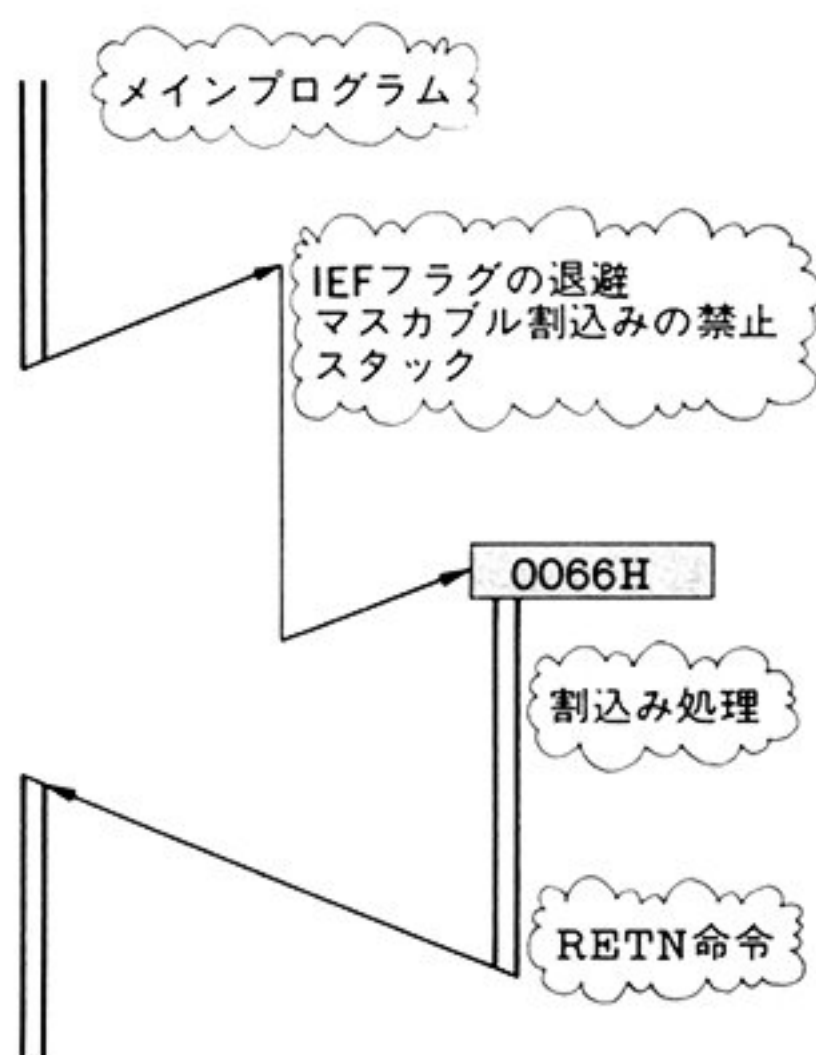 メインプログラム
IEFフラグの退避
マスカブル割込みの禁止
スタック
0066H
割込み処理
RETN命令